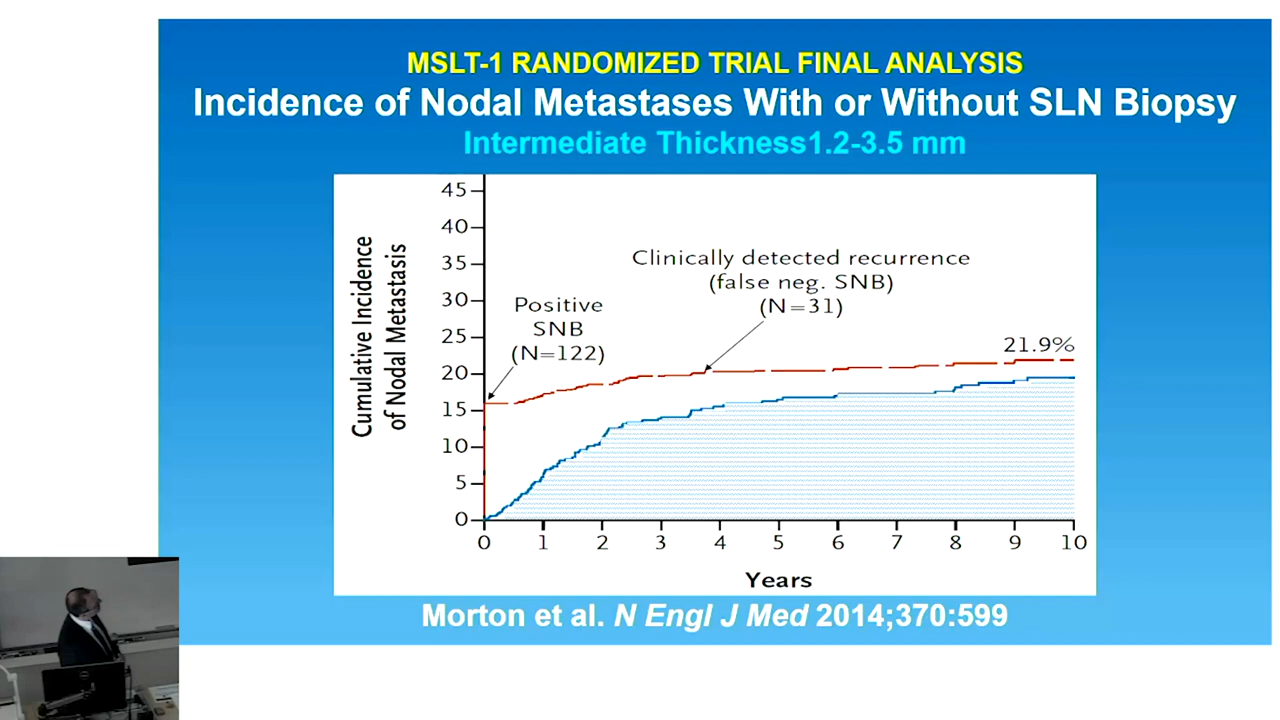 MSLT-1 RANDOMIZED TRIAL FINAL ANALYSIS
Incidence of Nodal Metastases With or Without SLN Biopsy
Intermediate Thickness1.2-3.5 mm
Cumulative Incidence
of Nodal Metastasis
45
40
35
30
25
20
15
10
5
0
Clinically detected recurrence
(false neg. SNB)
(N=31)
Positive
SNB
(N=122)
21.9%
0 1 2 3 4 5 6 7 8 9 10
Years
Morton et al. N Engl J Med 2014;370:599